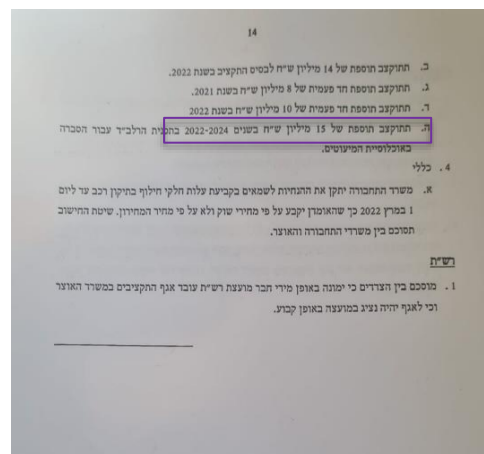 14
ב. תתוקצב תוספת של 14 מיליון ש״ח לבסיס התקציב בשנת 2022.
ג. תתוקצב תוספת חד פעמית של 8 מיליון ש״ח בשנת 2021.
ד. תתוקצב תוספת חד פעמית של 10 מיליון ש״ח בשנת 2022
ה. תתוקצב תוספת של 15 מיליון ש״ח בשנים 2022-2024 בתכנית הרלב״ד עבור הסברה
באוכלוסיית המיעוטים.
4. כללי
א. משרד התחבורה יתקן את ההנחיות לשמאים בקביעת עלות חלקי חילוף בתיקון רכב עד ליום
1 במרץ 2022 כך שהאומדן יקבע על פי מחירי שוק ולא על פי מחיר המחירון. שיטת החישוב
תסוכם בין משרדי התחבורה והאוצר.
רש״ת
1. מוסכם בין הצדדים כי ימונה באופן מידי חבר מועצת רש״ת עובד אגף התקציבים במשרד האוצר
וכי לאגף יהיה נציג במועצה באופן קבוע.